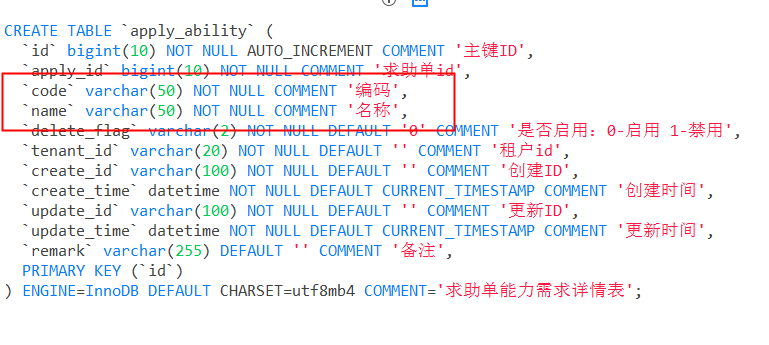 CREATE TABLE `apply_ability` (
  `id` bigint(10) NOT NULL AUTO_INCREMENT COMMENT '主键ID',
  `apply_id` bigint(10) NOT NULL COMMENT '求助单id',
  `code` varchar(50) NOT NULL COMMENT '编码',
  `name` varchar(50) NOT NULL COMMENT '名称',
  `delete_flag` varchar(2) NOT NULL DEFAULT '0' COMMENT '是否启用：0-启用 1-禁用',
  `tenant_id` varchar(20) NOT NULL DEFAULT '' COMMENT '租户id',
  `create_id` varchar(100) NOT NULL DEFAULT '' COMMENT '创建ID',
  `create_time` datetime NOT NULL DEFAULT CURRENT_TIMESTAMP COMMENT '创建时间',
  `update_id` varchar(100) NOT NULL DEFAULT '' COMMENT '更新ID',
  `update_time` datetime NOT NULL DEFAULT CURRENT_TIMESTAMP COMMENT '更新时间',
  `remark` varchar(255) DEFAULT '' COMMENT '备注',
  PRIMARY KEY (`id`)
) ENGINE=InnoDB DEFAULT CHARSET=utf8mb4 COMMENT='求助单能力需求详情表';